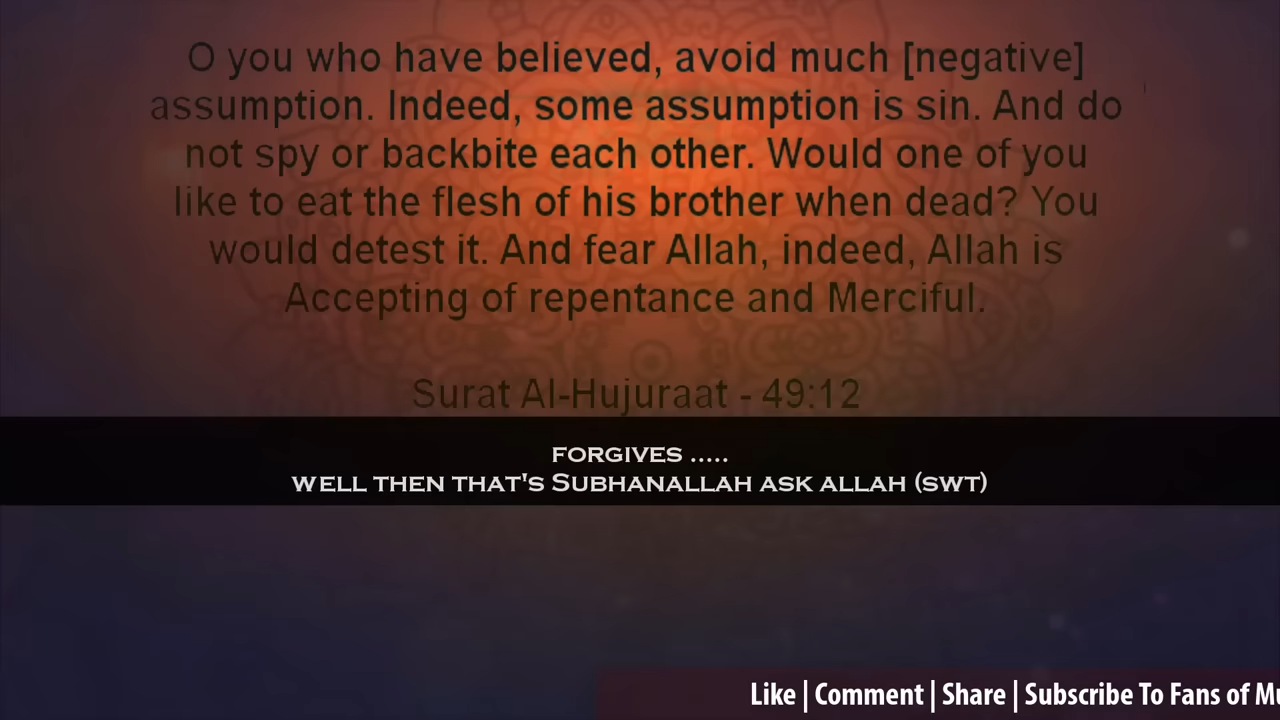 O you who have believed, avoid much [negative]
assumption. Indeed, some assumption is sin. And do
not spy or backbite each other. Would one of you
like to eat the flesh of his brother when dead? You
would detest it. And fear Allah, indeed, Allah is
Accepting of repentance and Merciful.
Surat Al-Hujuraat - 49:12
FORGIVES .....
WELL THEN THAT'S SUBHANALLAH ASK ALLAH (SWT)
Like | Comment | Share | Subscribe To Fans of